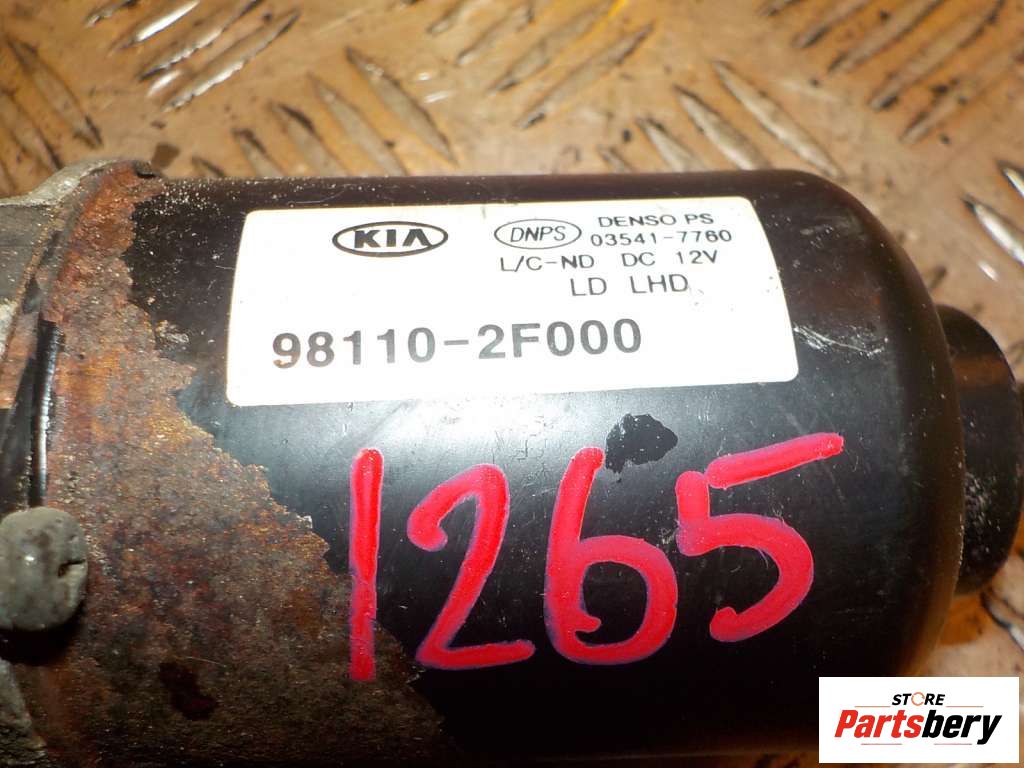 KIA
DNPS
DENSO PS
03541-7760
L/C-ND DC 12V
LD LHD
98110-2F000
1265
STORE
Partsbery